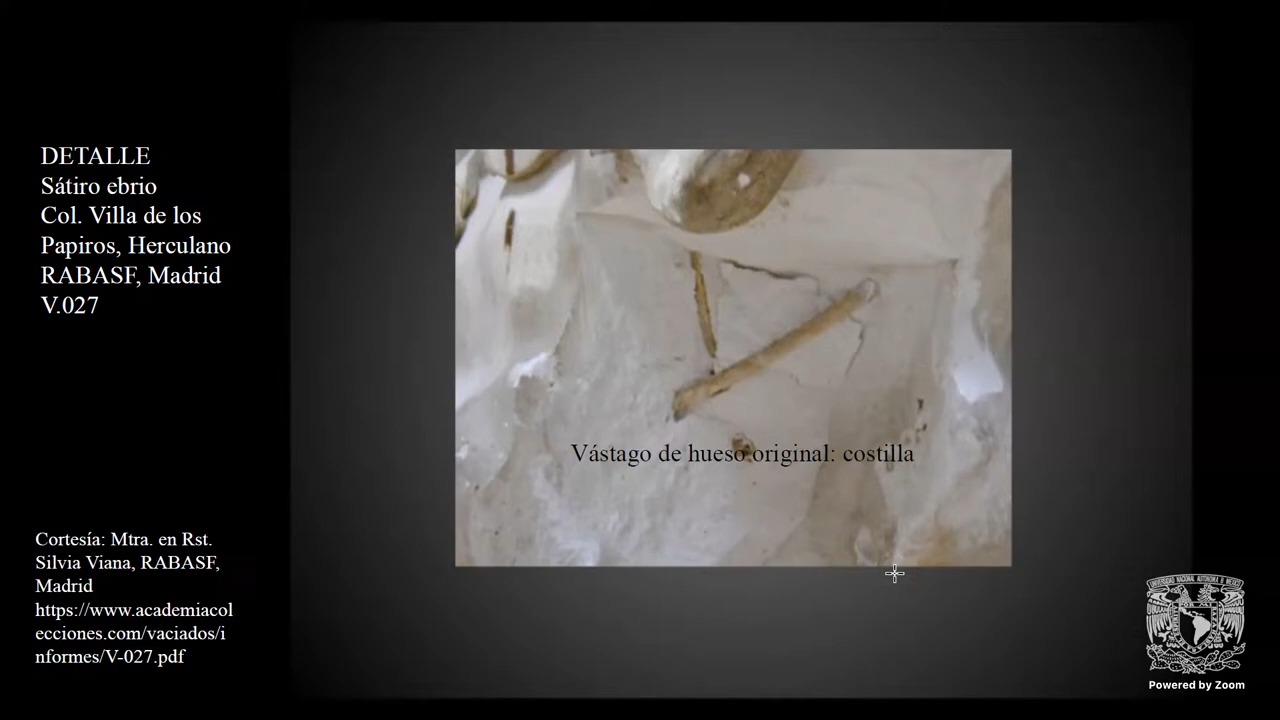 DETALLE
Sátiro ebrio
Col. Villa de los
Papiros, Herculano
RABASF, Madrid
V.027
Vástago de hueso original: costilla
Cortesía: Mtra. en Rst.
Silvia Viana, RABASF,
Madrid
https://www.academiacol
ecciones.com/vaciados/i
nformes/V-027.pdf
Powered by Zoom